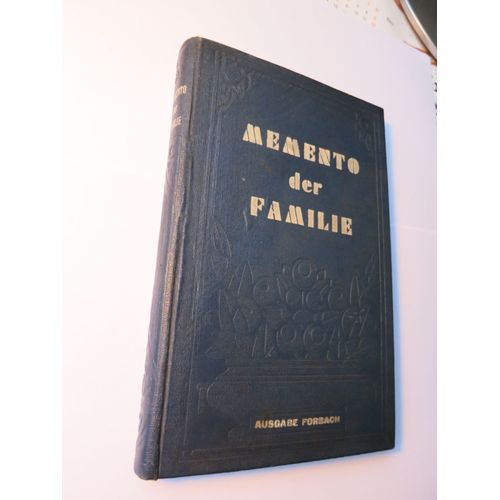 MEMENTO
der
FAMILIE
AUSGABE FORBACH